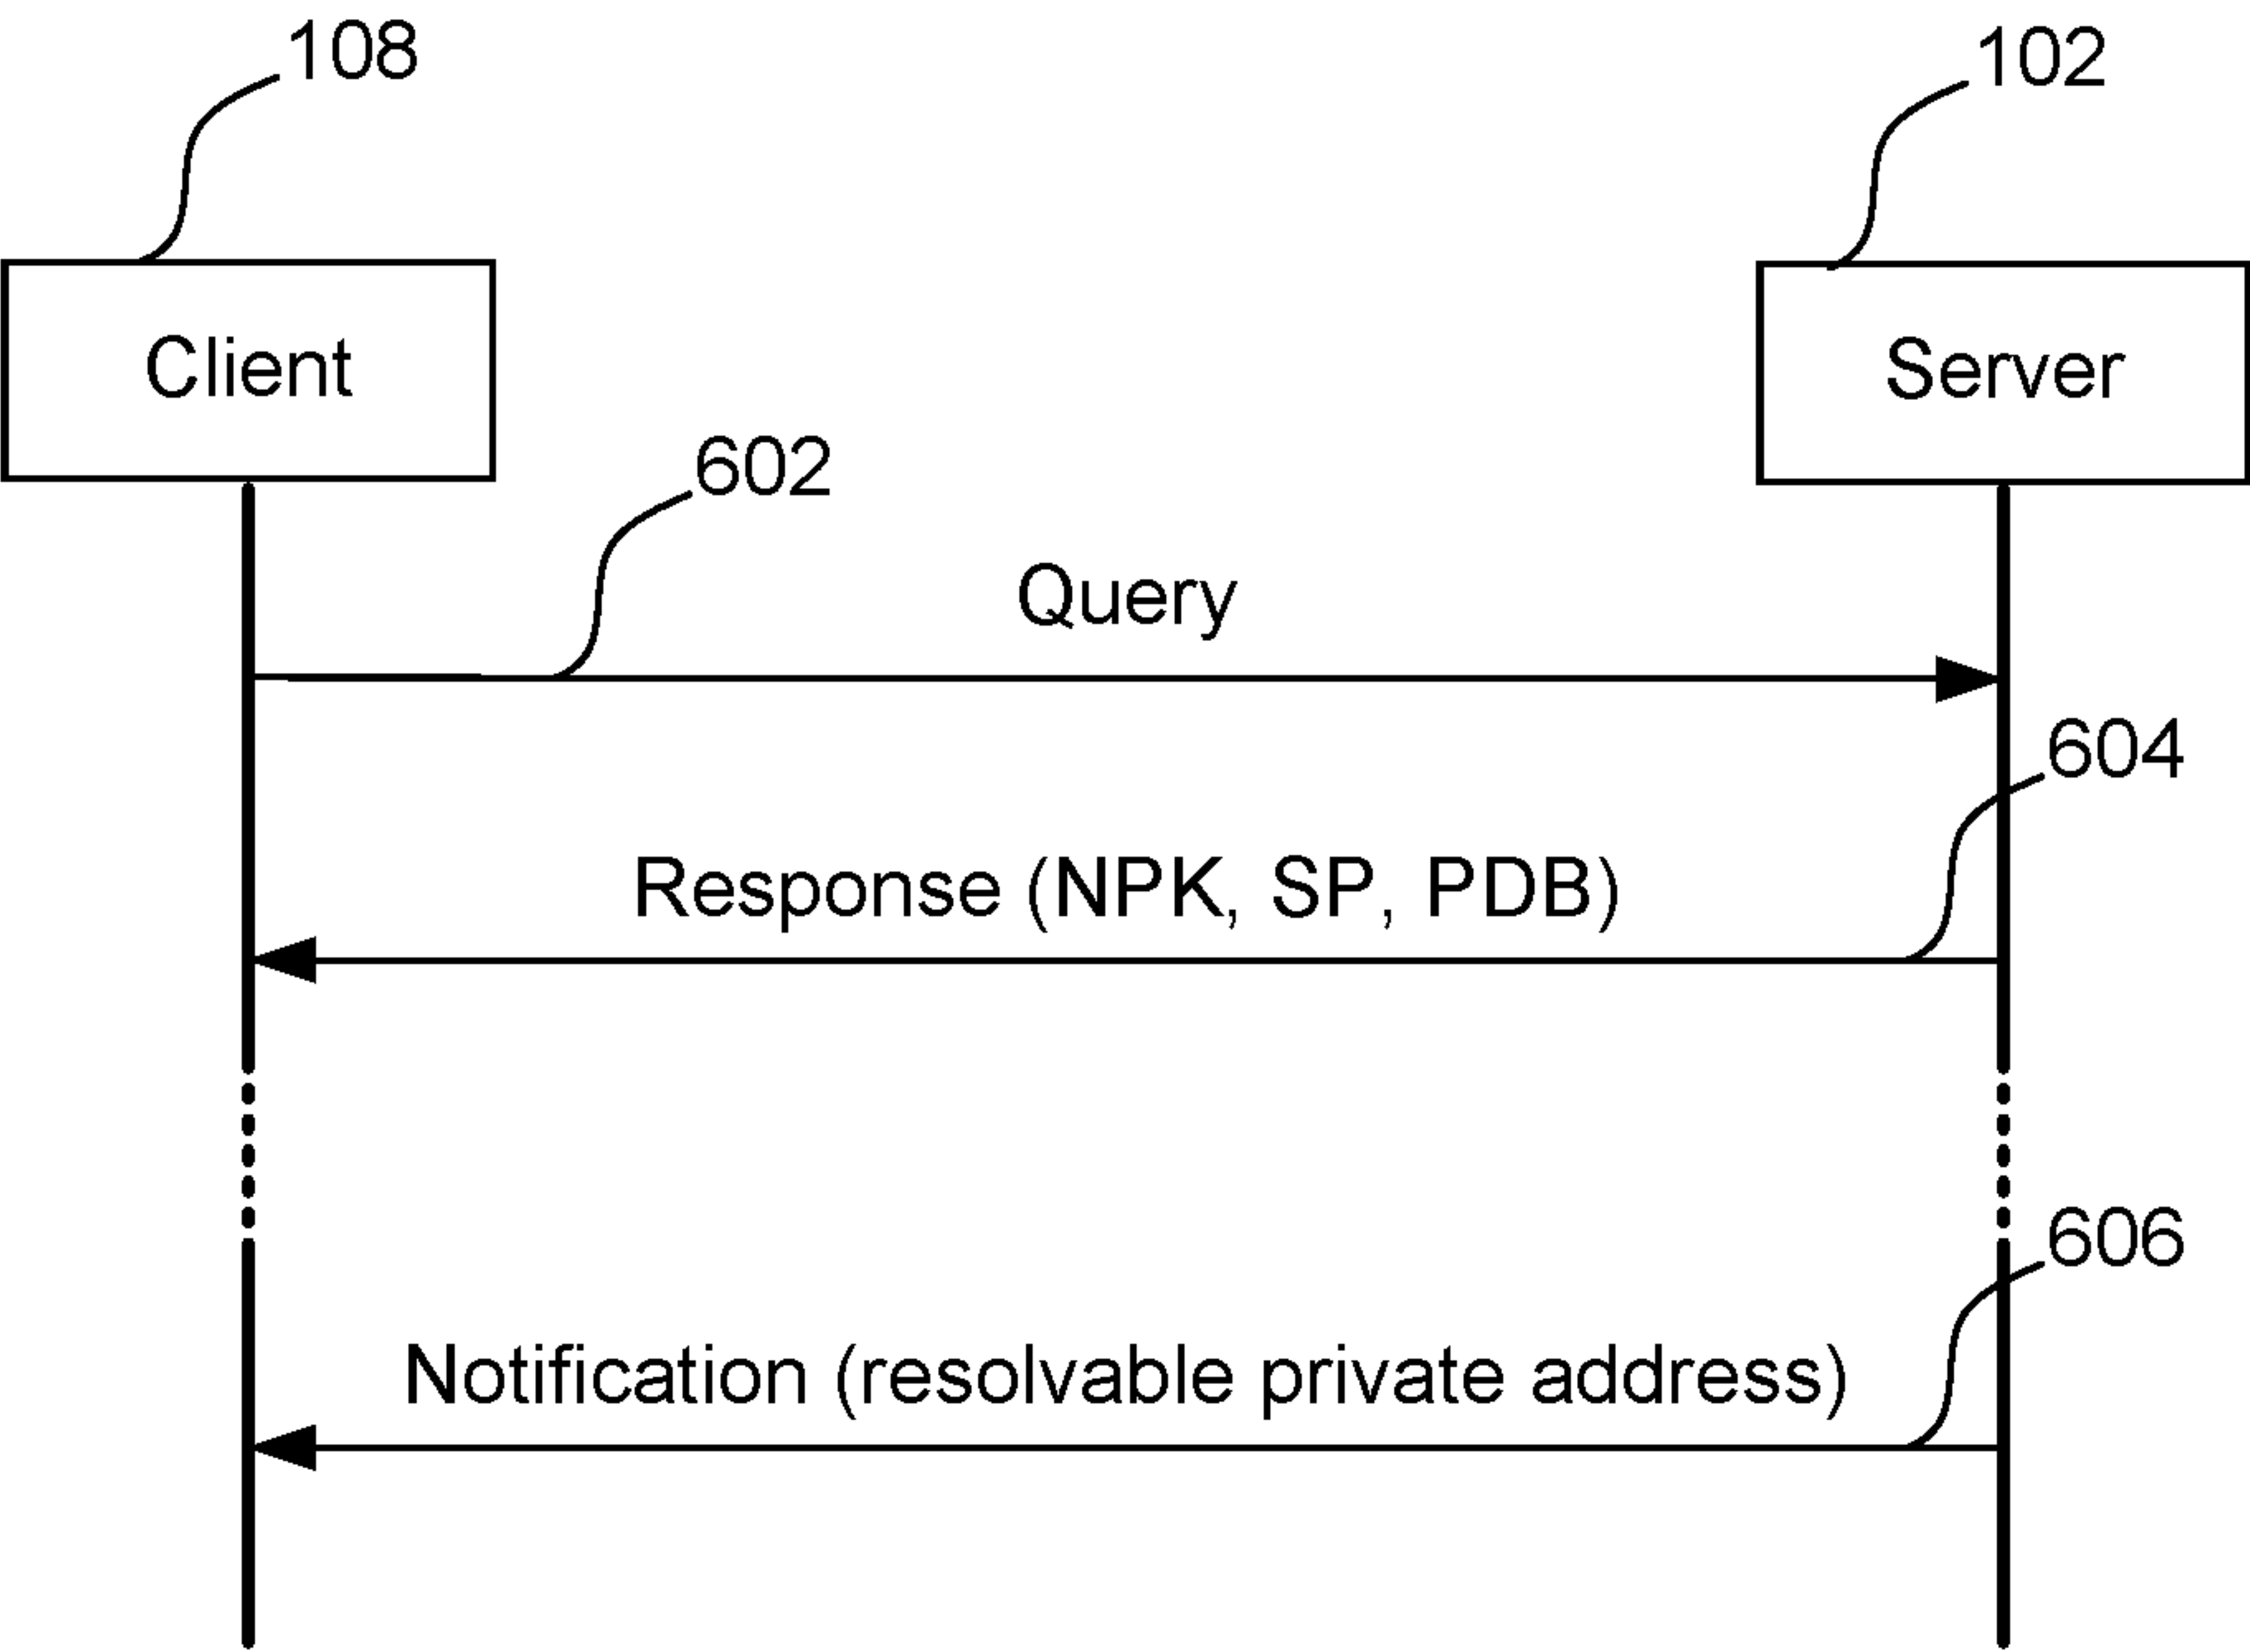 108
102
Client
Server
602
Query
604
Response (NPK, SP, PDB)
606
Notification (resolvable private address)